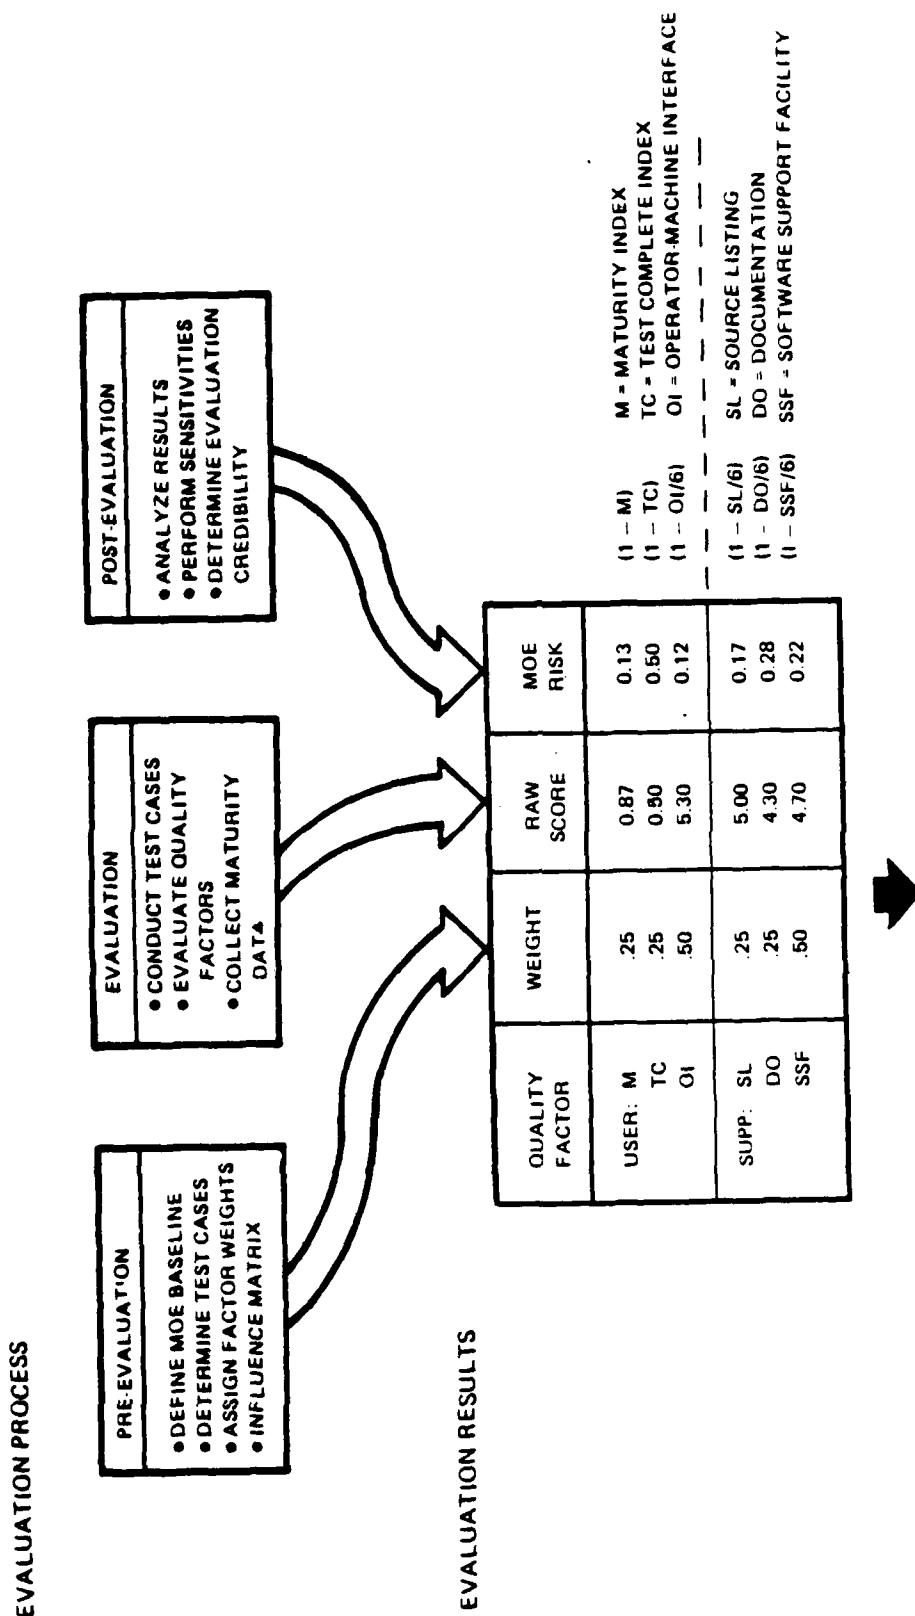 EVALUATION PROCESS
PRE-EVALUATION
● DEFINE MOE BASELINE
● DETERMINE TEST CASES
● ASSIGN FACTOR WEIGHTS
● INFLUENCE MATRIX
EVALUATION
● CONDUCT TEST CASES
● EVALUATE QUALITY
FACTORS
● COLLECT MATURITY
DATA
POST-EVALUATION
● ANALYZE RESULTS
● PERFORM SENSITIVITIES
● DETERMINE EVALUATION
CREDIBILITY
EVALUATION RESULTS
QUALITY FACTOR WEIGHT RAW SCORE MOE RISK
USER: M .25 0.87 0.13 (1 – M) M = MATURITY INDEX
TC .25 0.50 0.50 (1 – TC) TC = TEST COMPLETE INDEX
OI .50 5.30 0.12 (1 – OI/6) OI = OPERATOR-MACHINE INTERFACE
SUPP: SL .25 5.00 0.17 (1 – SL/6) SL = SOURCE LISTING
DO .25 4.30 0.28 (1 – DO/6) DO = DOCUMENTATION
SSF .50 4.70 0.22 (1 – SSF/6) SSF = SOFTWARE SUPPORT FACILITY